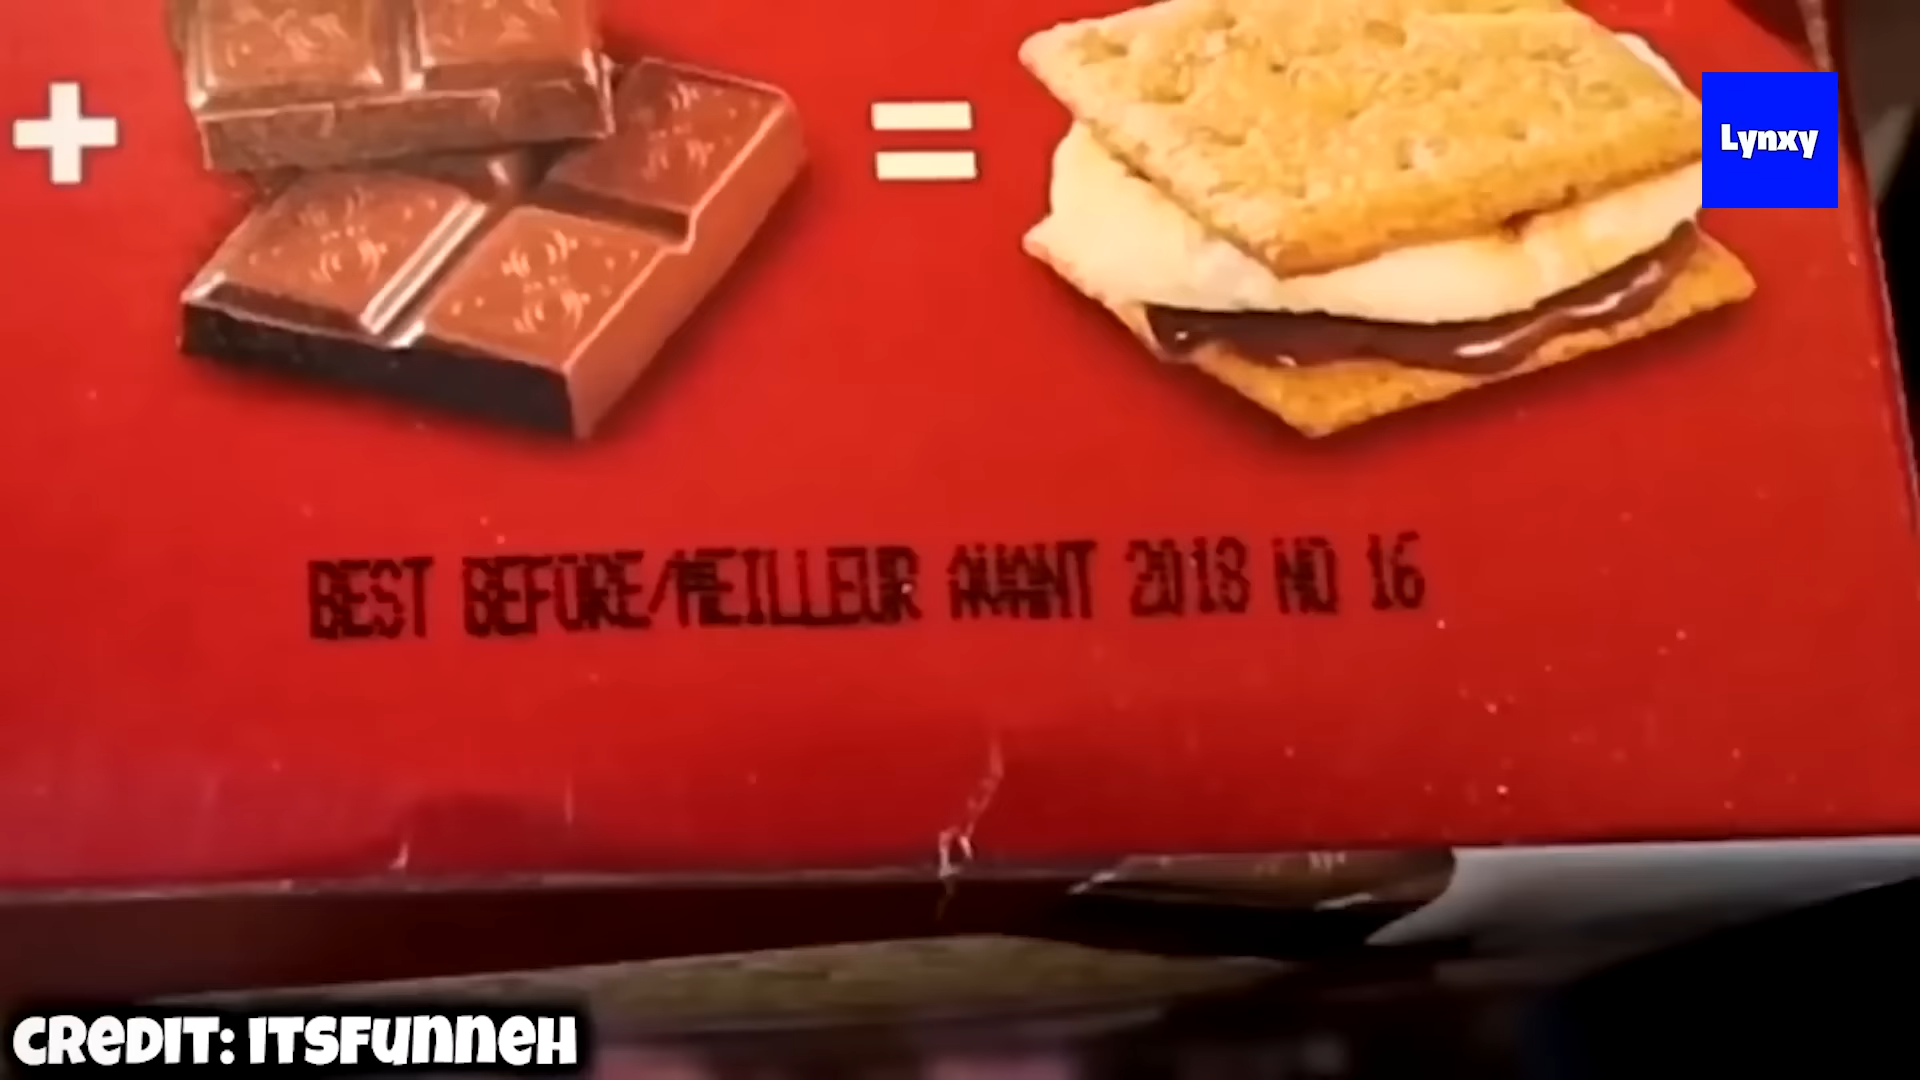 + =
Lynxy
BEST BEFORE/MEILLEUR AVANT 2018 NO 16
CREDIT: ITSFUNNEH